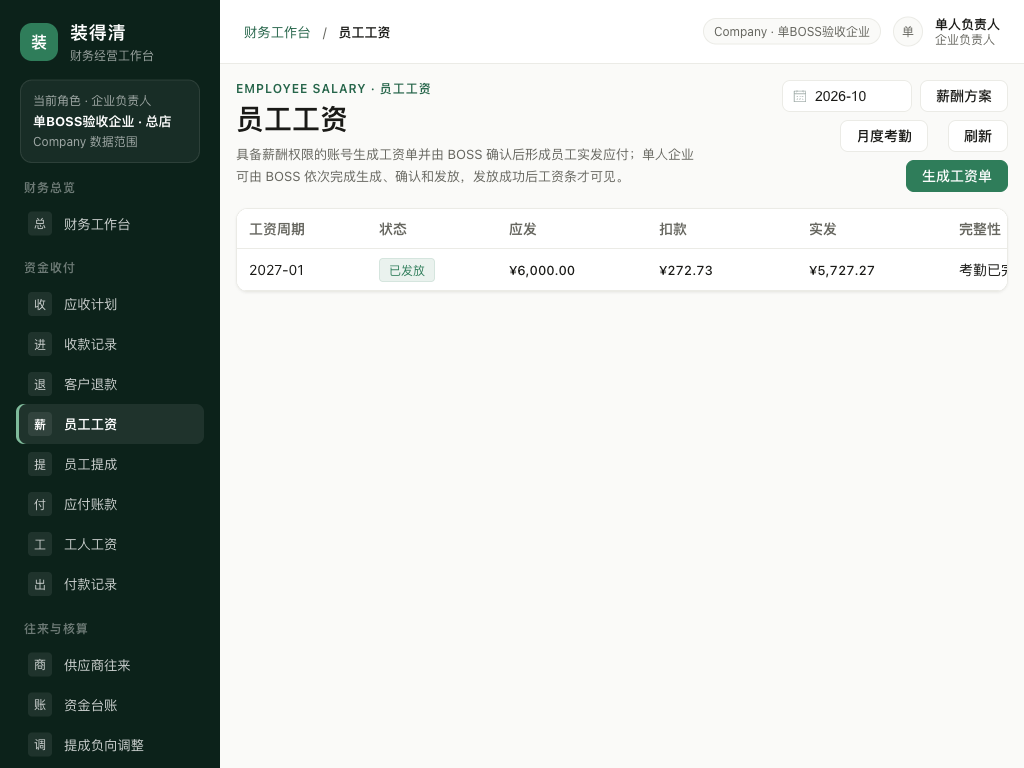 装
装得清
财务经营工作台
当前角色 · 企业负责人
单BOSS验收企业 · 总店
Company 数据范围
财务总览
总 财务工作台
资金收付
收 应收计划
进 收款记录
退 客户退款
薪 员工工资
提 员工提成
付 应付账款
工 工人工资
出 付款记录
往来与核算
商 供应商往来
账 资金台账
调 提成负向调整
财务工作台 / 员工工资
Company · 单BOSS验收企业
单
单人负责人
企业负责人
EMPLOYEE SALARY · 员工工资
员工工资
具备薪酬权限的账号生成工资单并由 BOSS 确认后形成员工实发应付；单人企业
可由 BOSS 依次完成生成、确认和发放，发放成功后工资条才可见。
2026-10
薪酬方案
月度考勤
刷新
生成工资单
工资周期 状态 应发 扣款 实发 完整性
2027-01 已发放 ¥6,000.00 ¥272.73 ¥5,727.27 考勤已